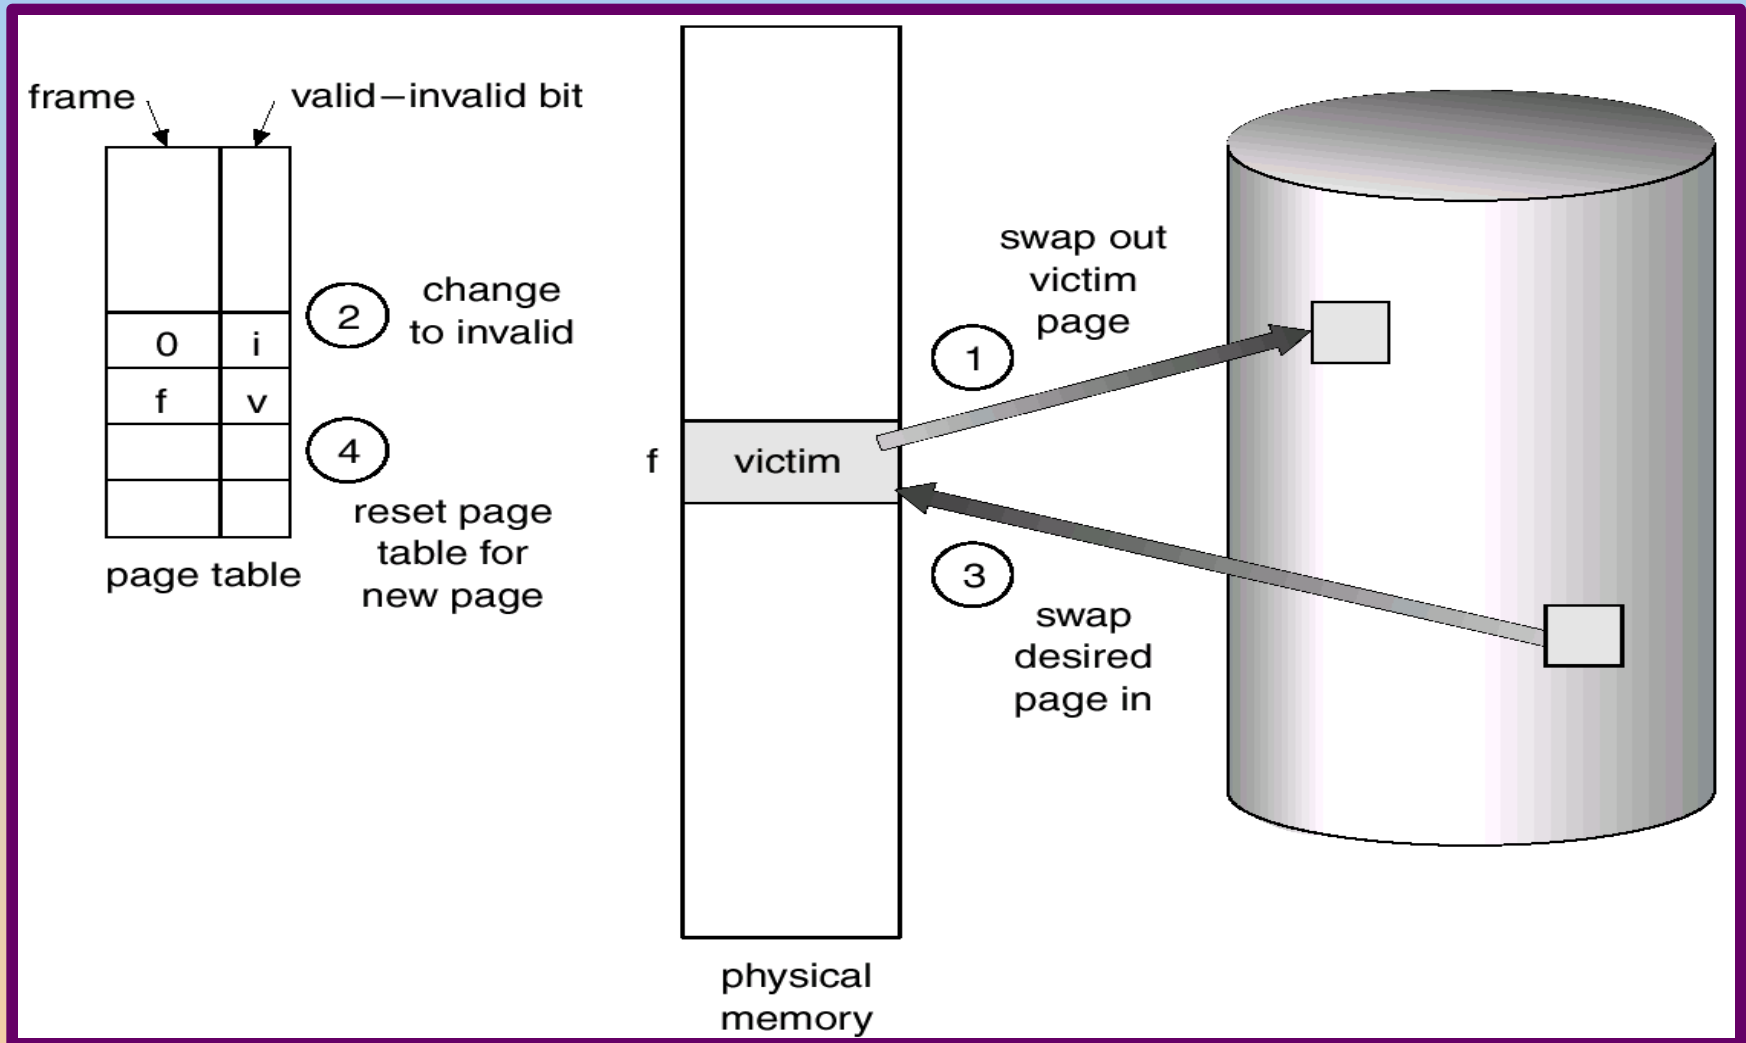 frame
valid–invalid bit
0 i
f v
page table
2
change
to invalid
4
reset page
table for
new page
f
victim
physical
memory
swap out
victim
page
1
3
swap
desired
page in